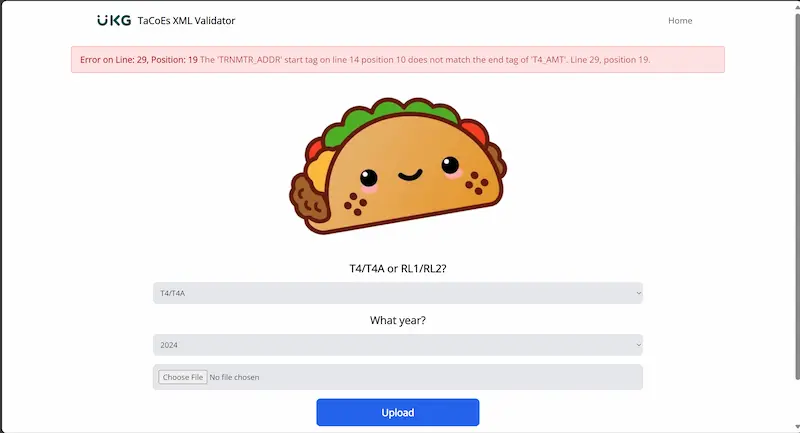 UKG TaCoEs XML Validator Home
Error on Line: 29, Position: 19 The 'TRNMTR_ADDR' start tag on line 14 position 10 does not match the end tag of 'T4_AMT'. Line 29, position 19.
T4/T4A or RL1/RL2?
T4/T4A
What year?
2024
Choose File No file chosen
Upload